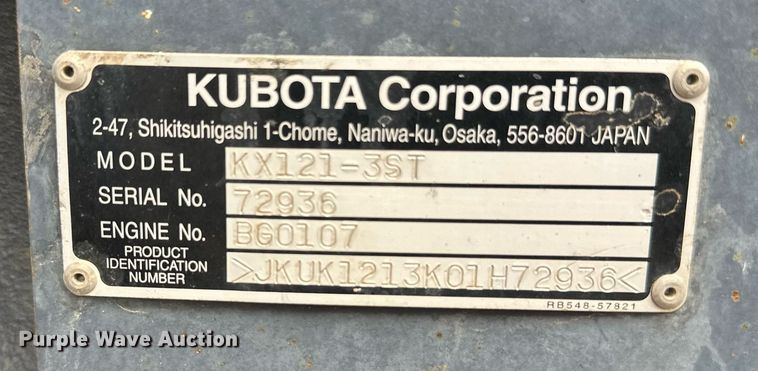 KUBOTA Corporation
2-47, Shikitsuhigashi 1-Chome, Naniwa-ku, Osaka, 556-8601 JAPAN
MODEL KX121-3ST
SERIAL No. 72936
ENGINE No. BG0107
PRODUCT IDENTIFICATION NUMBER >JKUK1213K01H72936<
RB548-57821
Purple Wave Auction